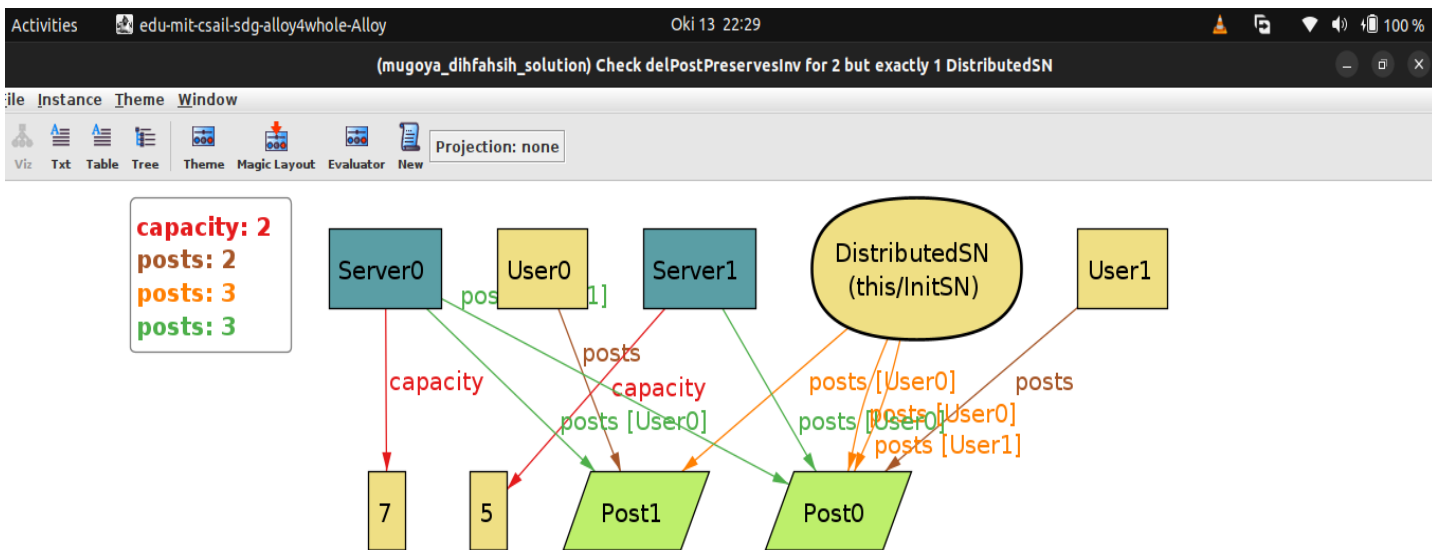 Activities
edu-mit-csail-sdg-alloy4whole-Alloy
Oki 13 22:29
100 %
(mugoya_dihfahsih_solution) Check delPostPreservesInv for 2 but exactly 1 DistributedSN
Instance Theme Window
Viz Txt Table Tree Theme Magic Layout Evaluator New Projection: none
capacity: 2
posts: 2
posts: 3
posts: 3
Server0
User0
Server1
DistributedSN
(this/InitSN)
User1
posts
capacity
capacity
posts [User0]
posts
posts [User0]
posts [User0]
posts [User0]
posts [User1]
7
5
Post1
Post0